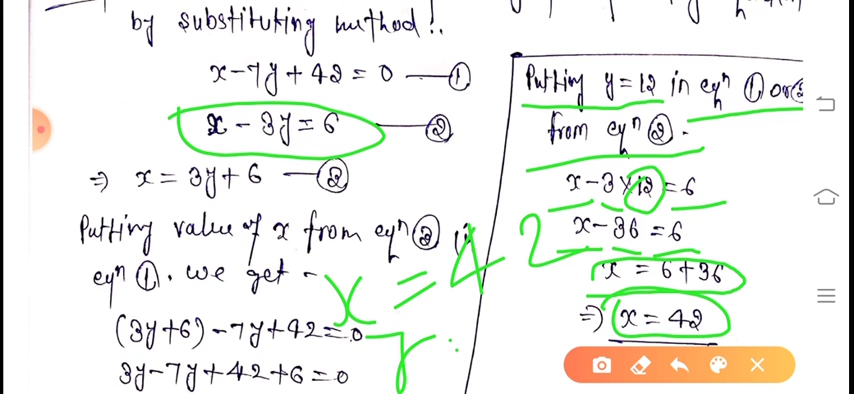 by substituting method!.
x-7y+42=0 — ①
x - 3y = 6 — ②
⇒ x = 3y+6 — ③
Putting value of x from eqⁿ ③ in
eqⁿ ①. we get -
(3y+6)-7y+42=0
3y-7y+42+6=0
x = 42
y
Putting y=12 in eqⁿ ① or ②
from eqⁿ ②.
x-3×12=6
x-36=6
x = 6+36
⇒ x = 42